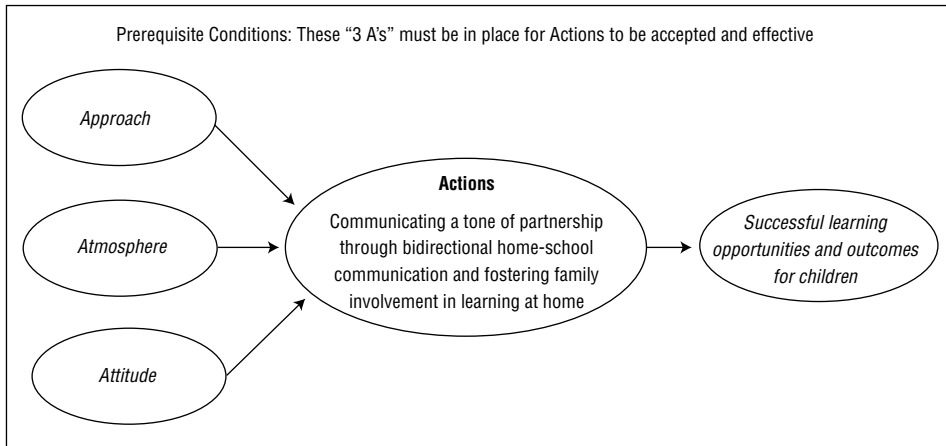 Prerequisite Conditions: These “3 A’s” must be in place for Actions to be accepted and effective
Approach
Atmosphere
Attitude
Actions
Communicating a tone of partnership
through bidirectional home-school
communication and fostering family
involvement in learning at home
Successful learning
opportunities and outcomes
for children